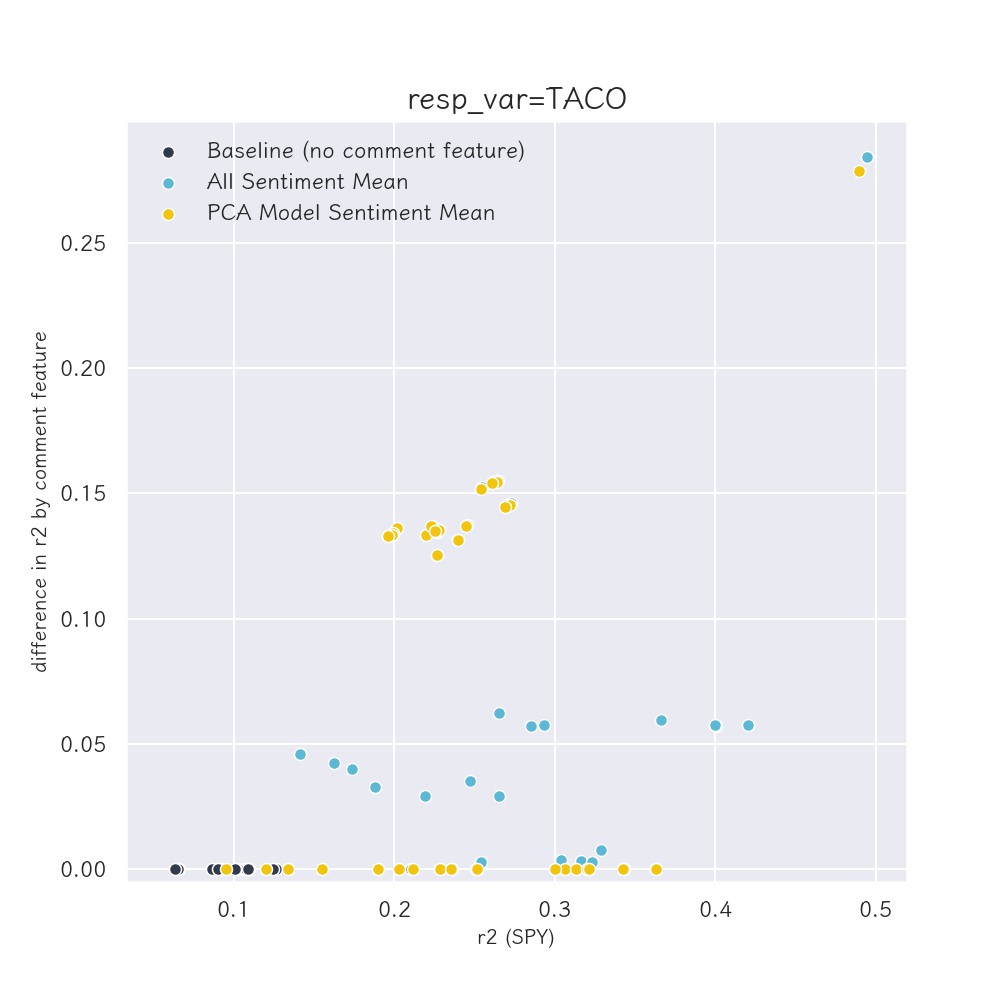 resp_var=TACO
Baseline (no comment feature)
All Sentiment Mean
PCA Model Sentiment Mean
difference in r2 by comment feature
0.25
0.20
0.15
0.10
0.05
0.00
0.1 0.2 0.3 0.4 0.5
r2 (SPY)